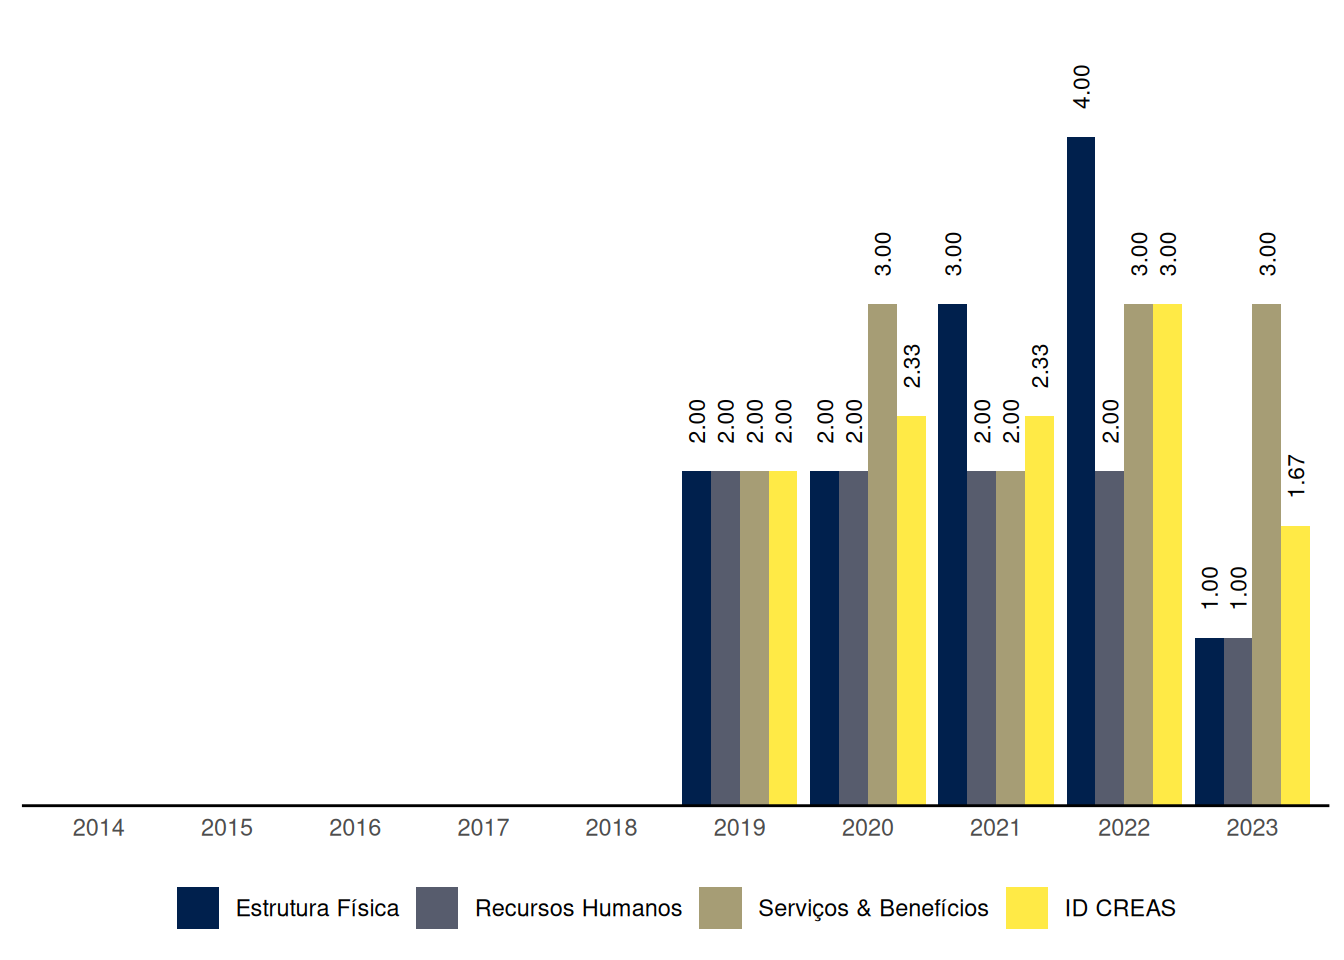 4.00
3.00 3.00 3.00 3.00 3.00
2.33 2.33
2.00 2.00 2.00 2.00 2.00 2.00 2.00 2.00 2.00
1.67
1.00 1.00
2014 2015 2016 2017 2018 2019 2020 2021 2022 2023
Estrutura Física Recursos Humanos Serviços & Benefícios ID CREAS